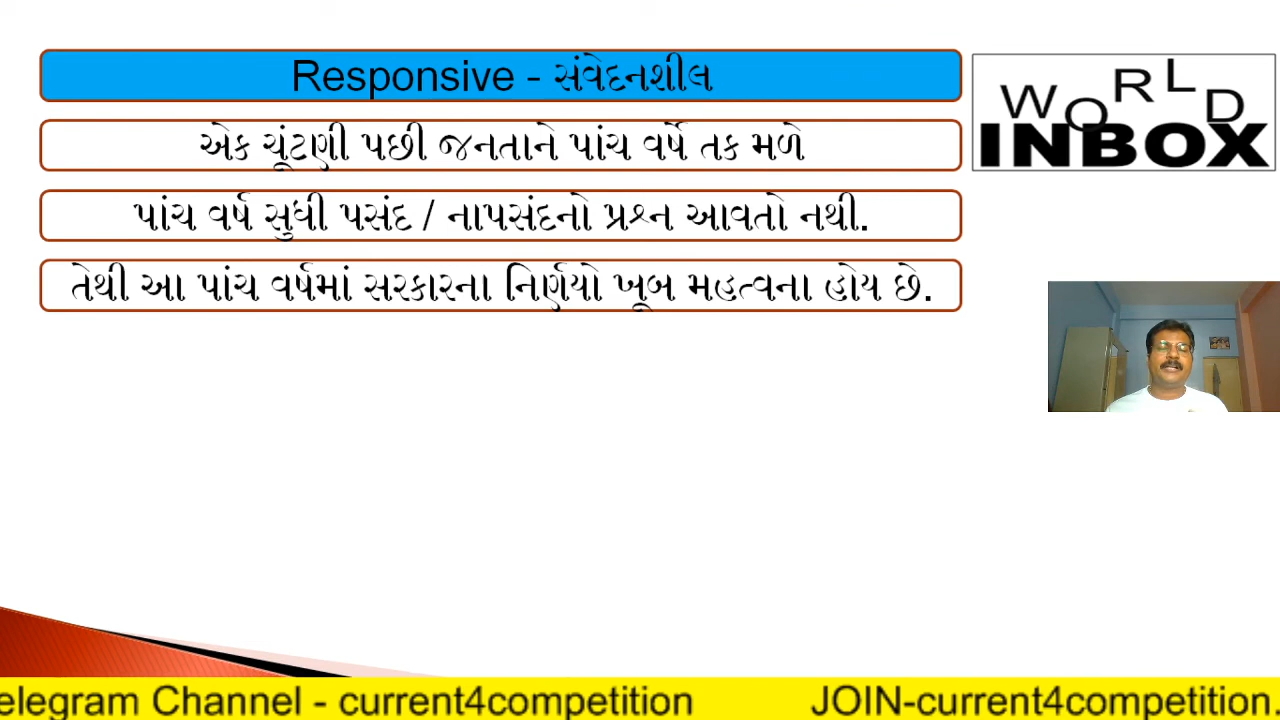 Responsive - સંવેદનશીલ
એક ચૂંટણી પછી જનતાને પાંચ વર્ષે તક મળે
પાંચ વર્ષ સુધી પસંદ / નાપસંદનો પ્રશ્ન આવતો નથી.
તેથી આ પાંચ વર્ષમાં સરકારના નિર્ણયો ખૂબ મહત્વના હોય છે.
WORLD
INBOX
elegram Channel - current4competition JOIN-current4competition.